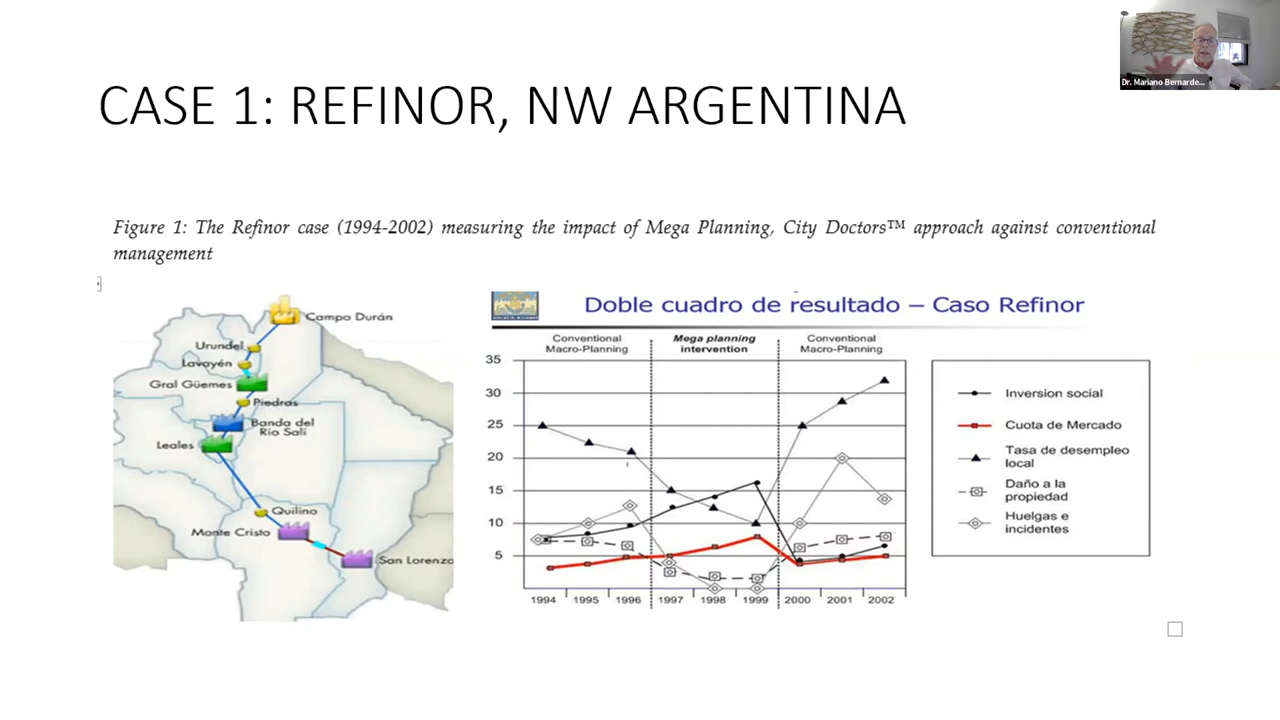 Dr. Mariano Bernarde...
CASE 1: REFINOR, NW ARGENTINA
Figure 1: The Refinor case (1994-2002) measuring the impact of Mega Planning, City Doctors™ approach against conventional
management
Campo Durán
Urundel
Lavayén
Gral Güemes
Piedras
Banda del
Río Salí
Leales
Quilino
Monte Cristo
San Lorenzo
Doble cuadro de resultado – Caso Refinor
Conventional
Macro-Planning
Mega planning
intervention
Conventional
Macro-Planning
35
30
25
20
15
10
5
1994 1995 1996 1997 1998 1999 2000 2001 2002
Inversion social
Cuota de Mercado
Tasa de desempleo
local
Daño a la
propiedad
Huelgas e
incidentes